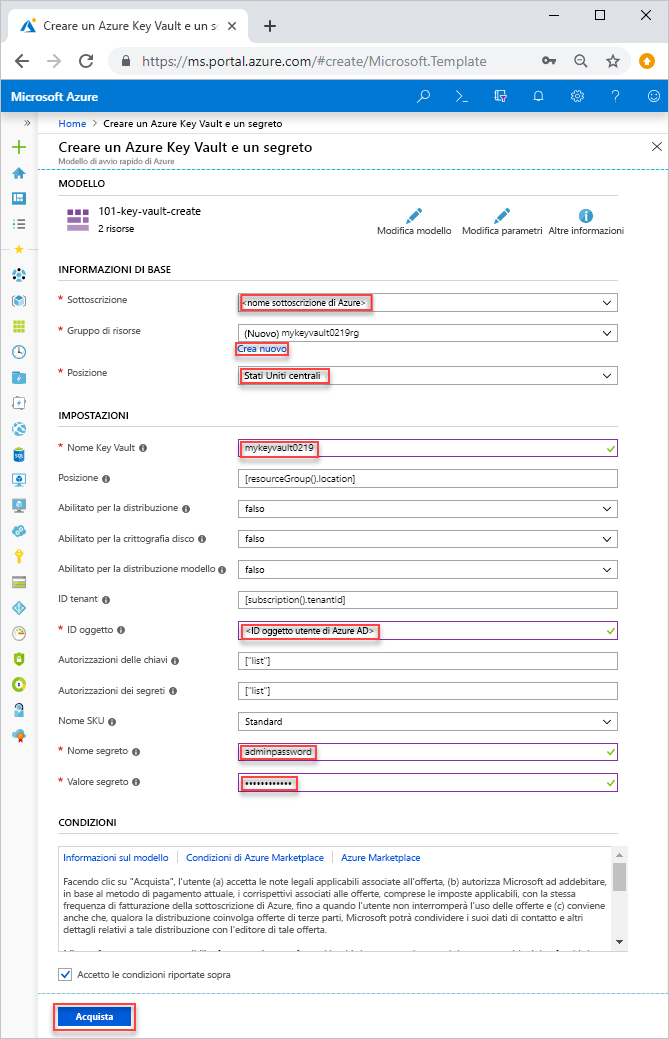 Creare un Azure Key Vault e un segreto
https://ms.portal.azure.com/#create/Microsoft.Template
Microsoft Azure
Home > Creare un Azure Key Vault e un segreto
Creare un Azure Key Vault e un segreto
Modello di avvio rapido di Azure
MODELLO
101-key-vault-create
2 risorse
Modifica modello
Modifica parametri
Altre informazioni
INFORMAZIONI DI BASE
* Sottoscrizione
<nome sottoscrizione di Azure>
* Gruppo di risorse
(Nuovo) mykeyvault0219rg
Crea nuovo
* Posizione
Stati Uniti centrali
IMPOSTAZIONI
* Nome Key Vault
mykeyvault0219
Posizione
[resourceGroup().location]
Abilitato per la distribuzione
falso
Abilitato per la crittografia disco
falso
Abilitato per la distribuzione modello
falso
ID tenant
[subscription().tenantId]
* ID oggetto
<ID oggetto utente di Azure AD>
Autorizzazioni delle chiavi
["list"]
Autorizzazioni dei segreti
["list"]
Nome SKU
Standard
* Nome segreto
adminpassword
* Valore segreto
••••••••••••
CONDIZIONI
Informazioni sul modello | Condizioni di Azure Marketplace | Azure Marketplace
Facendo clic su "Acquista", l'utente (a) accetta le note legali applicabili associate all'offerta, (b) autorizza Microsoft ad addebitare,
in base al metodo di pagamento attuale, i corrispettivi associati alle offerte, comprese le imposte applicabili, con la stessa
frequenza di fatturazione della sottoscrizione di Azure, fino a quando l'utente non interromperà l'uso delle offerte e (c) conviene
anche che, qualora la distribuzione coinvolga offerte di terze parti, Microsoft potrà condividere i suoi dati di contatto e altri
dettagli relativi a tale distribuzione con l'editore di tale offerta.
Accetto le condizioni riportate sopra
Acquista